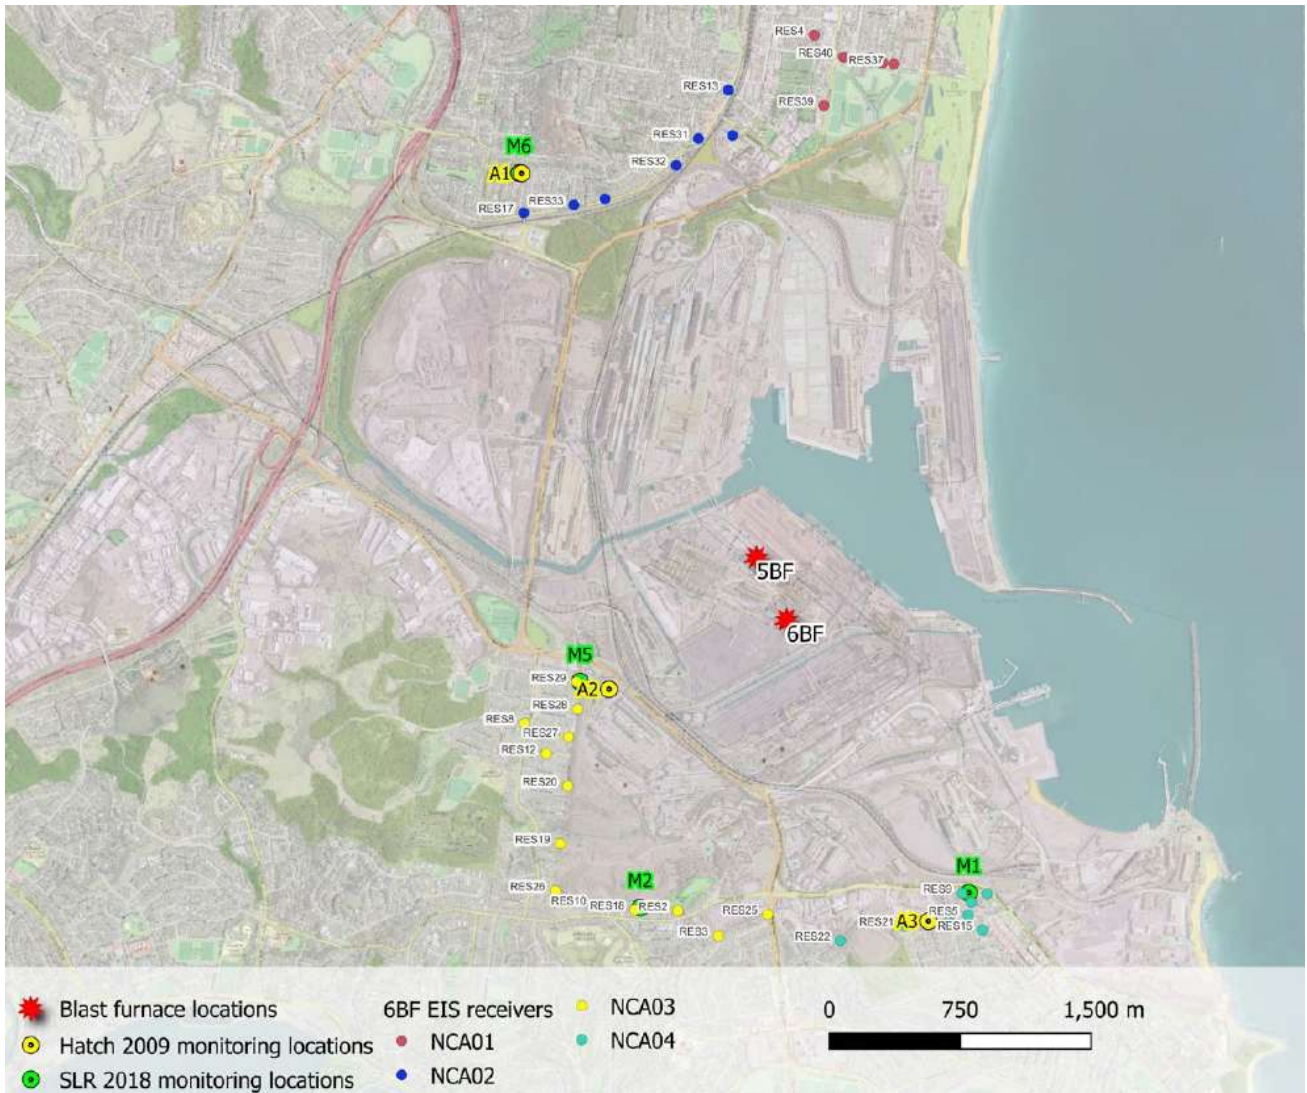 RES4
RES40
RES37
RES13
RES39
RES31
M6
RES32
A1
RES33
RES17
5BF
6BF
M5
RES29
A2
RES28
RES8
RES27
RES12
RES20
RES19
M1
M2
RES26
RES9
RES10
RES18
RES2
RES25
RES5
RES21
A3
RES15
RES3
RES22
Blast furnace locations
Hatch 2009 monitoring locations
SLR 2018 monitoring locations
6BF EIS receivers
NCA01
NCA02
NCA03
NCA04
0 750 1,500 m